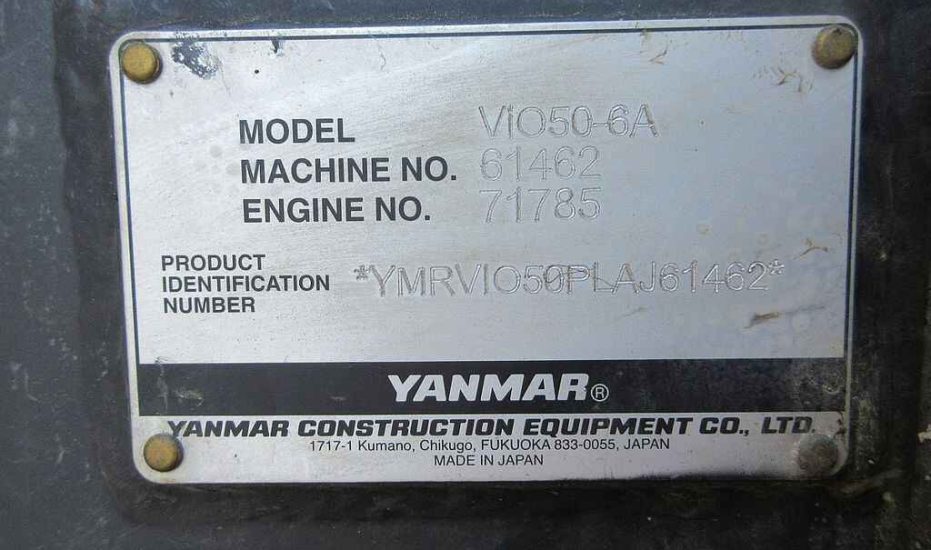 MODEL ViO50-6A
MACHINE NO. 61462
ENGINE NO. 71785
PRODUCT
IDENTIFICATION
NUMBER
*YMRVIO50PLAJ61462*
YANMAR®
YANMAR CONSTRUCTION EQUIPMENT CO., LTD.
1717-1 Kumano, Chikugo, FUKUOKA 833-0055, JAPAN
MADE IN JAPAN